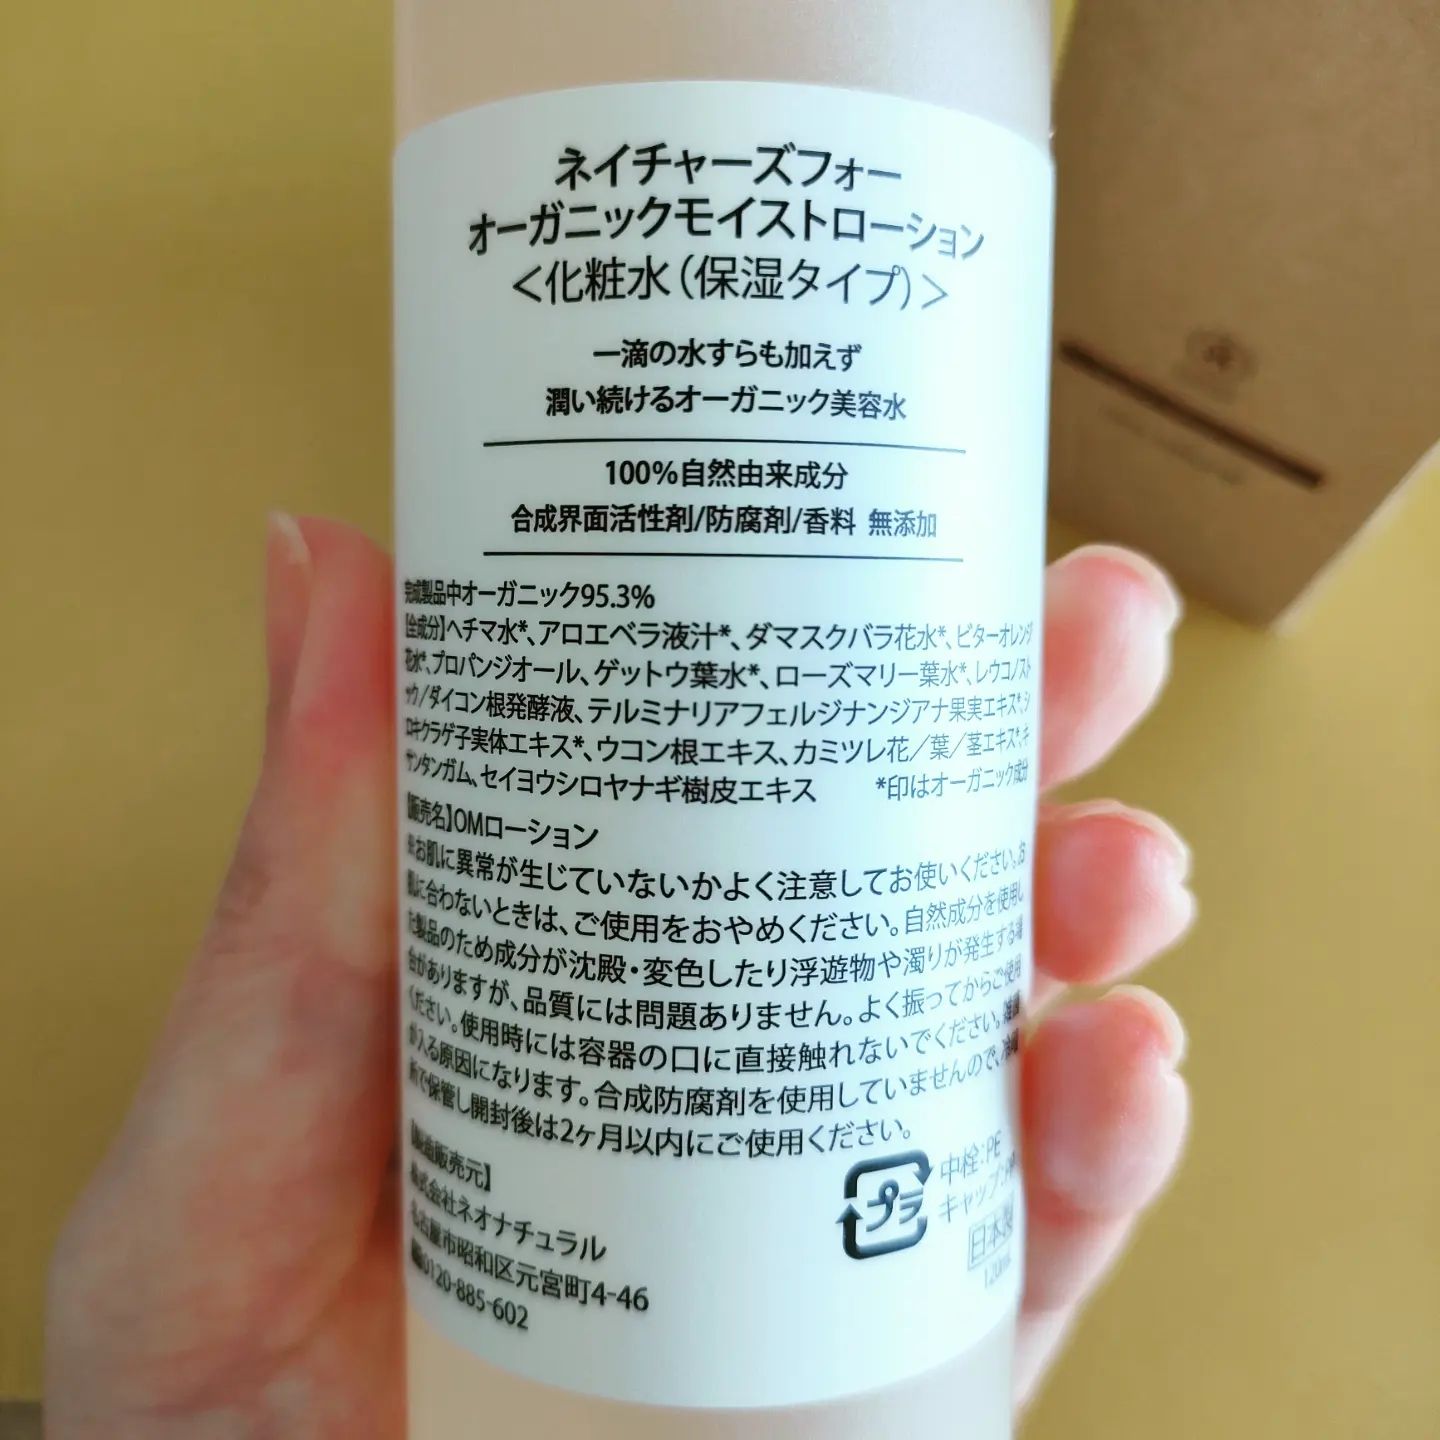 ネイチャーズフォー
オーガニックモイストローション
＜化粧水（保湿タイプ）＞
一滴の水すらも加えず
潤い続けるオーガニック美容水
100%自然由来成分
合成界面活性剤/防腐剤/香料 無添加
完成製品中オーガニック95.3%
【全成分】ヘチマ水*、アロエベラ液汁*、ダマスクバラ花水*、ビターオレンジ
花水*、プロパンジオール、ゲットウ葉水*、ローズマリー葉水*、レウコノスト
ック／ダイコン根発酵液、テルミナリアフェルジナンジアナ果実エキス*、シ
ロキクラゲ子実体エキス*、ウコン根エキス、カミツレ花／葉／茎エキス*、キ
サンタンガム、セイヨウシロヤナギ樹皮エキス *印はオーガニック成分
【販売名】OMローション
※お肌に異常が生じていないかよく注意してお使いください。お
肌に合わないときは、ご使用をおやめください。自然成分を使用し
た製品のため成分が沈殿・変色したり浮遊物や濁りが発生する場
合がありますが、品質には問題ありません。よく振ってからご使用
ください。使用時には容器の口に直接触れないでください。雑菌
が入る原因になります。合成防腐剤を使用していませんので、冷暗
所で保管し開封後は2ヶ月以内にご使用ください。
【製造販売元】
株式会社ネオナチュラル
名古屋市昭和区元宮町4-46
0120-885-602
プラ
中栓：PE
キャップ：PP
日本製
120mL